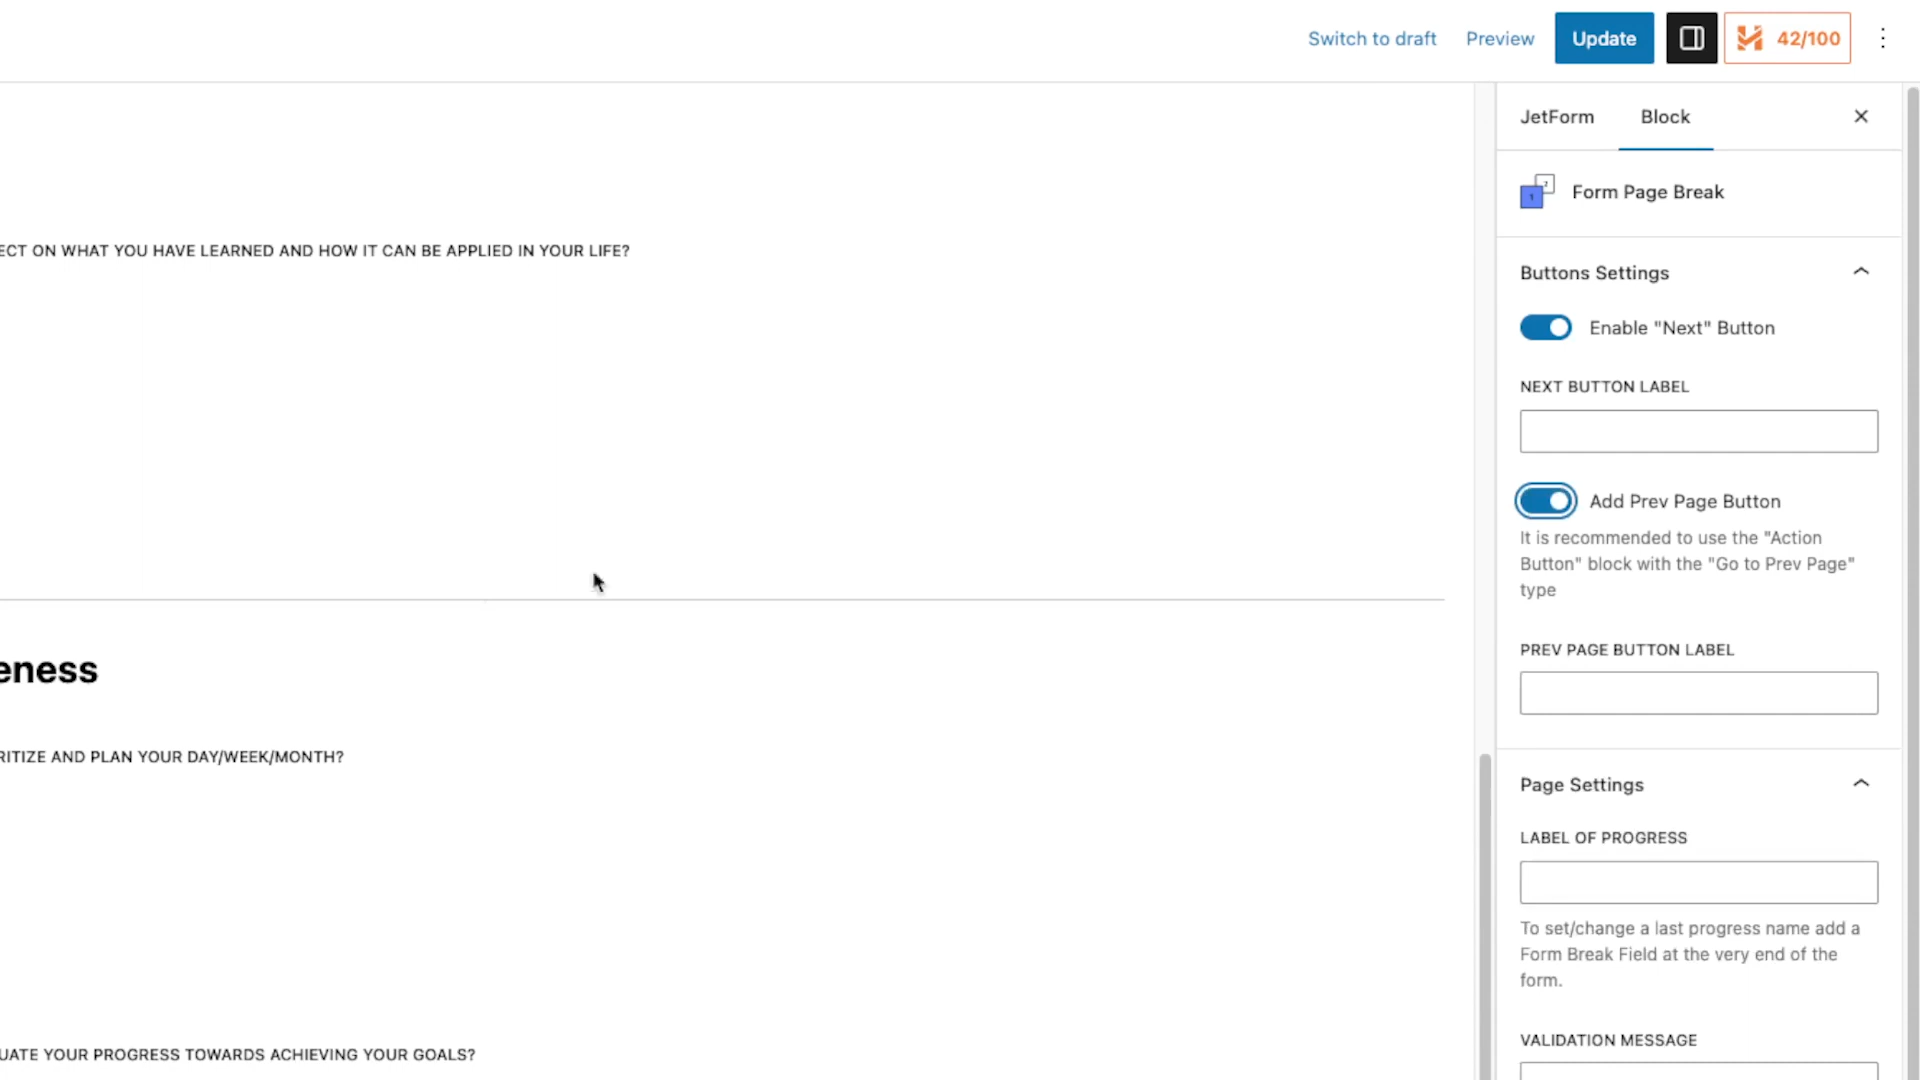 Switch to draft
Preview
Update
42/100
JetForm
Block
Form Page Break
ECT ON WHAT YOU HAVE LEARNED AND HOW IT CAN BE APPLIED IN YOUR LIFE?
Buttons Settings
Enable "Next" Button
NEXT BUTTON LABEL
Add Prev Page Button
It is recommended to use the "Action
Button" block with the "Go to Prev Page"
type
PREV PAGE BUTTON LABEL
eness
RITIZE AND PLAN YOUR DAY/WEEK/MONTH?
Page Settings
LABEL OF PROGRESS
To set/change a last progress name add a
Form Break Field at the very end of the
form.
VALIDATION MESSAGE
UATE YOUR PROGRESS TOWARDS ACHIEVING YOUR GOALS?